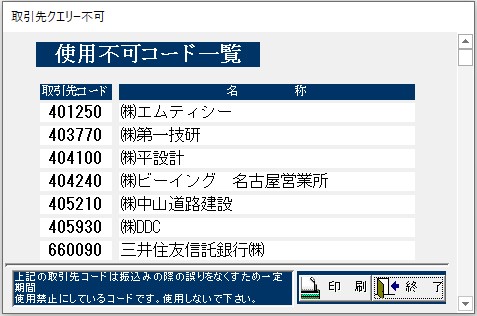 取引先クエリー不可
使用不可コード一覧
取引先コード 名 称
401250 ㈱エムティシー
403770 ㈱第一技研
404100 ㈱平設計
404240 ㈱ビーイング 名古屋営業所
405210 ㈱中山道路建設
405930 ㈱DDC
660090 三井住友信託銀行㈱
上記の取引先コードは振込みの際の誤りをなくすため一定
期間
使用禁止にしているコードです。使用しないで下さい。
印 刷 終 了